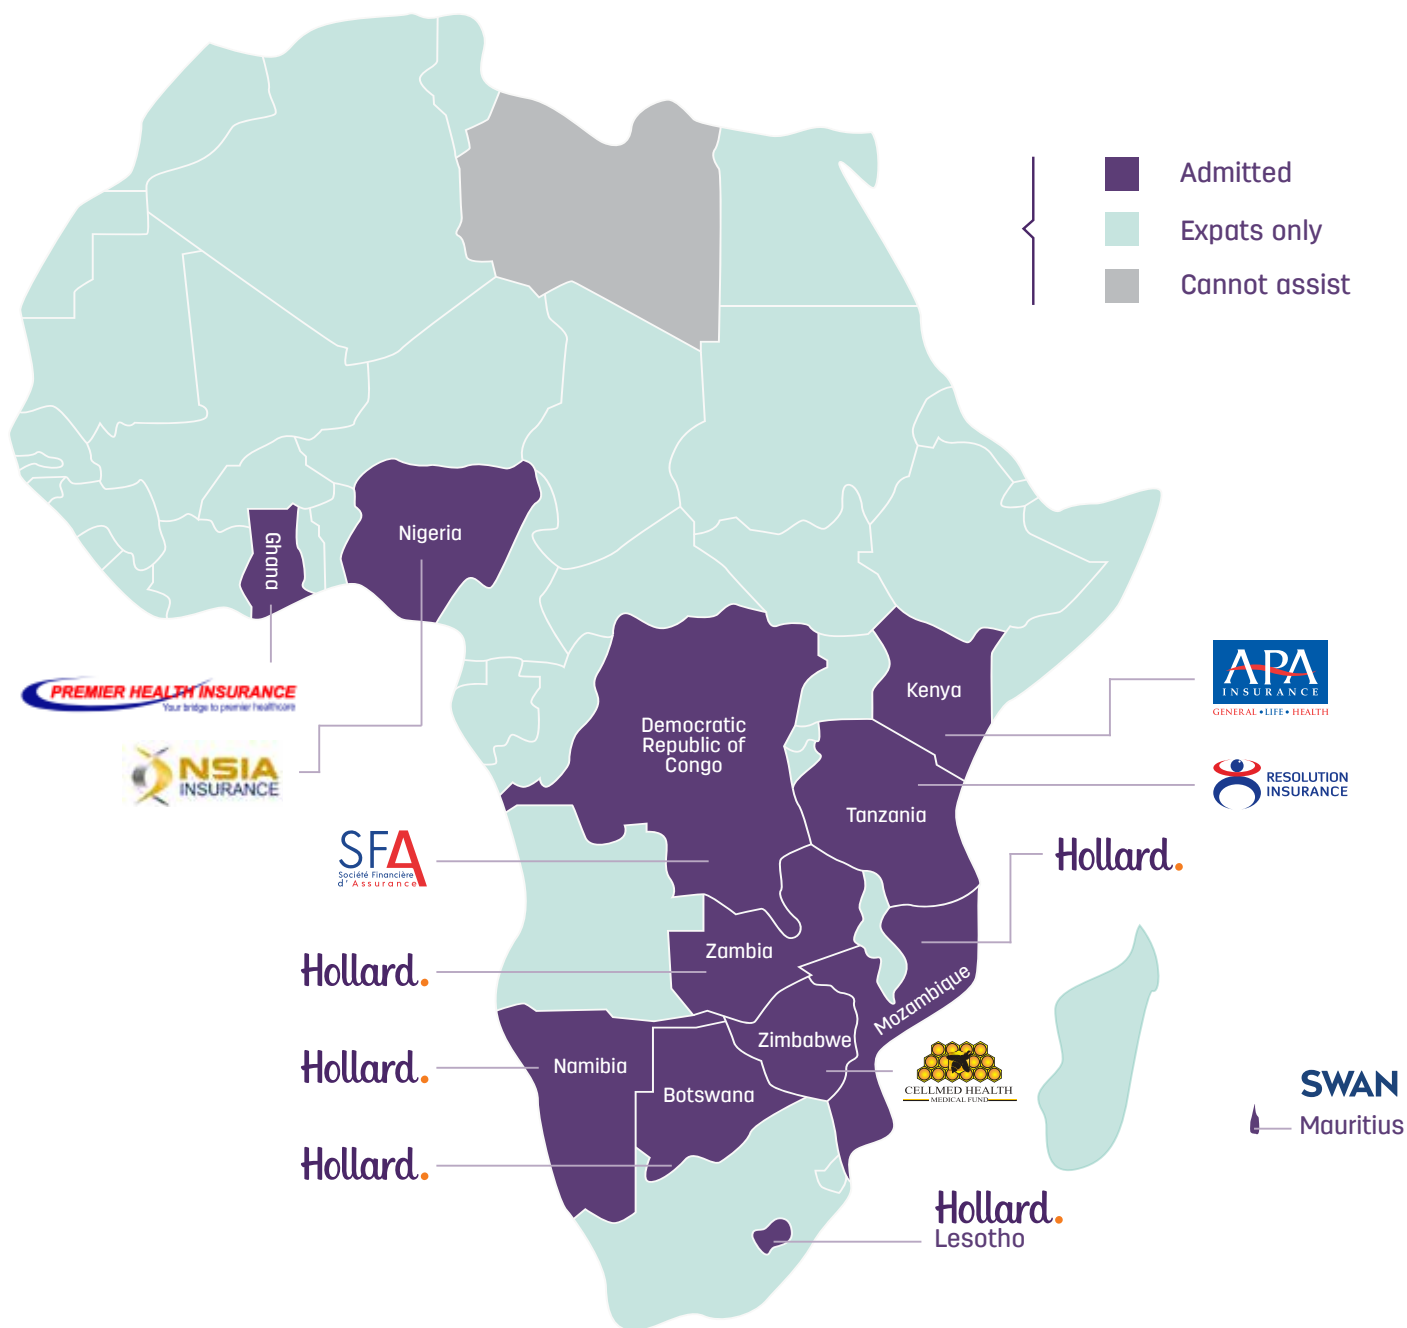 Admitted
Expats only
Cannot assist
Nigeria
Ghana
PREMIER HEALTH INSURANCE
Your bridge to premier healthcare
NSIA
INSURANCE
Kenya
APA
INSURANCE
GENERAL • LIFE • HEALTH
Democratic
Republic of
Congo
RESOLUTION
INSURANCE
Tanzania
SFA
Société Financière
d' Assurance
Hollard.
Zambia
Hollard.
Mozambique
Zimbabwe
CELLMED HEALTH
MEDICAL FUND
Namibia
Hollard.
Botswana
Hollard.
SWAN
Mauritius
Hollard.
Lesotho